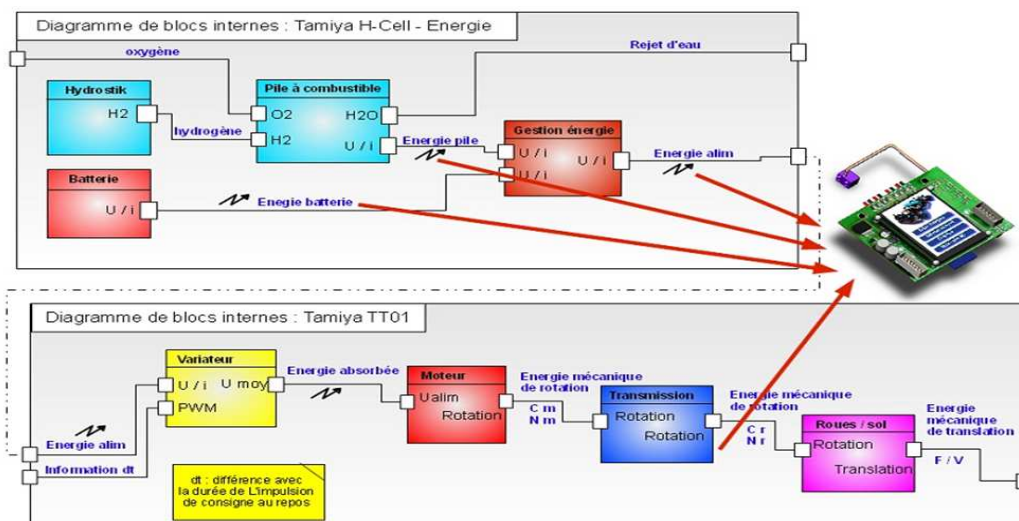 Diagramme de blocs internes : Tamiya H-Cell - Energie
oxygène
Rejet d'eau
Hydrostik
H2
hydrogène
Pile à combustible
O2
H2O
H2
U / i
Energie pile
Gestion énergie
U / i
U / i
U / i
Energie alim
Batterie
U / i
Enegie batterie
Diagramme de blocs internes : Tamiya TT01
Variateur
U / i
U moy
PWM
Energie absorbée
Moteur
Ualim
Rotation
Energie mécanique
de rotation
C m
N m
Transmission
Rotation
Rotation
Energie mécanique
de rotation
C r
N r
Roues / sol
Rotation
Translation
Energie
mécanique
de translation
F / V
Energie alim
Information dt
dt : différence avec
la durée de L'impulsion
de consigne au repos